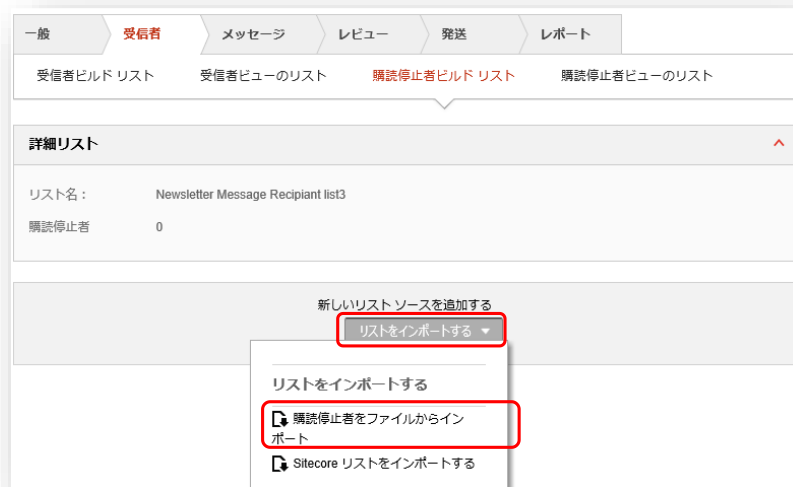 一般 受信者 メッセージ レビュー 発送 レポート
受信者ビルド リスト 受信者ビューのリスト 購読停止者ビルド リスト 購読停止者ビューのリスト
詳細リスト
リスト名： Newsletter Message Recipiant list3
購読停止者 0
新しいリスト ソースを追加する
リストをインポートする
リストをインポートする
購読停止者をファイルからイン
ポート
Sitecore リストをインポートする